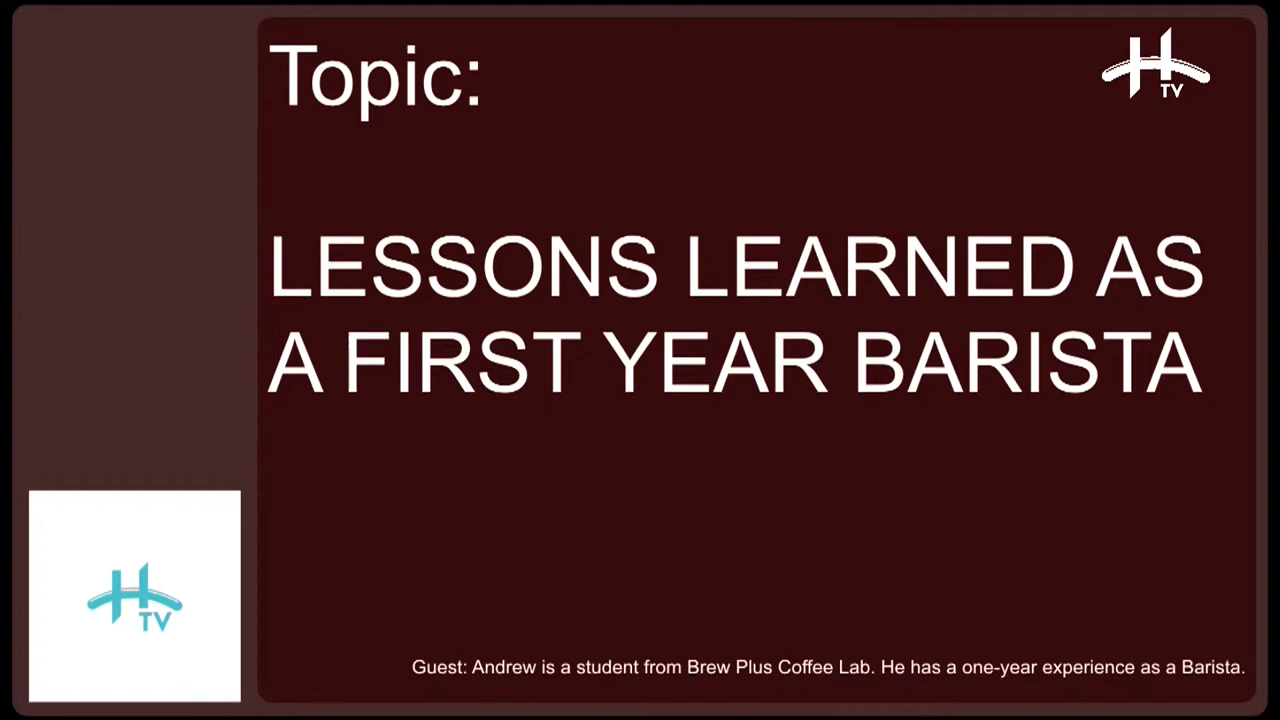 Topic:
H
TV
LESSONS LEARNED AS
A FIRST YEAR BARISTA
H
TV
Guest: Andrew is a student from Brew Plus Coffee Lab. He has a one-year experience as a Barista.